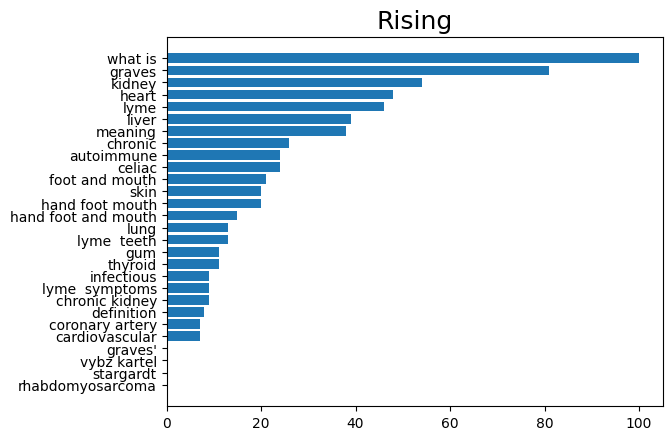 Rising
what is
graves
kidney
heart
lyme
liver
meaning
chronic
autoimmune
celiac
foot and mouth
skin
hand foot mouth
hand foot and mouth
lung
lyme  teeth
gum
thyroid
infectious
lyme  symptoms
chronic kidney
definition
coronary artery
cardiovascular
graves'
vybz kartel
stargardt
rhabdomyosarcoma
0 20 40 60 80 100